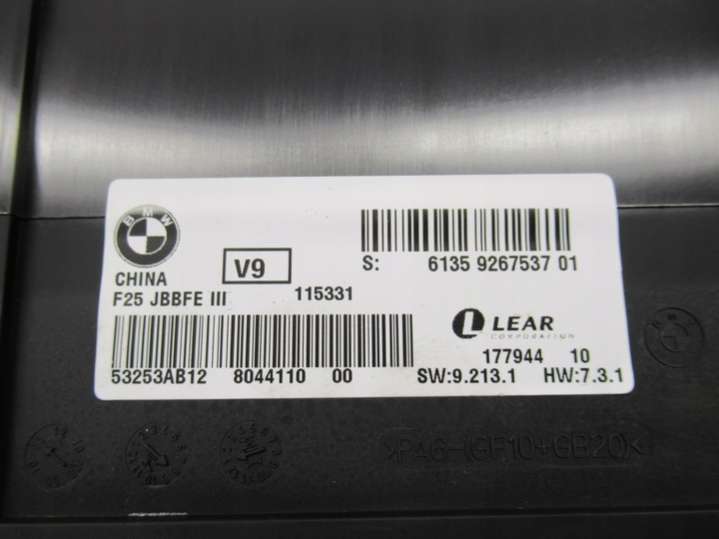 BMW
CHINA
V9
S: 6135 9267537 01
F25 JBBFE III 115331
LEAR
CORPORATION
177944 10
53253AB12 8044110 00
SW:9.213.1 HW:7.3.1